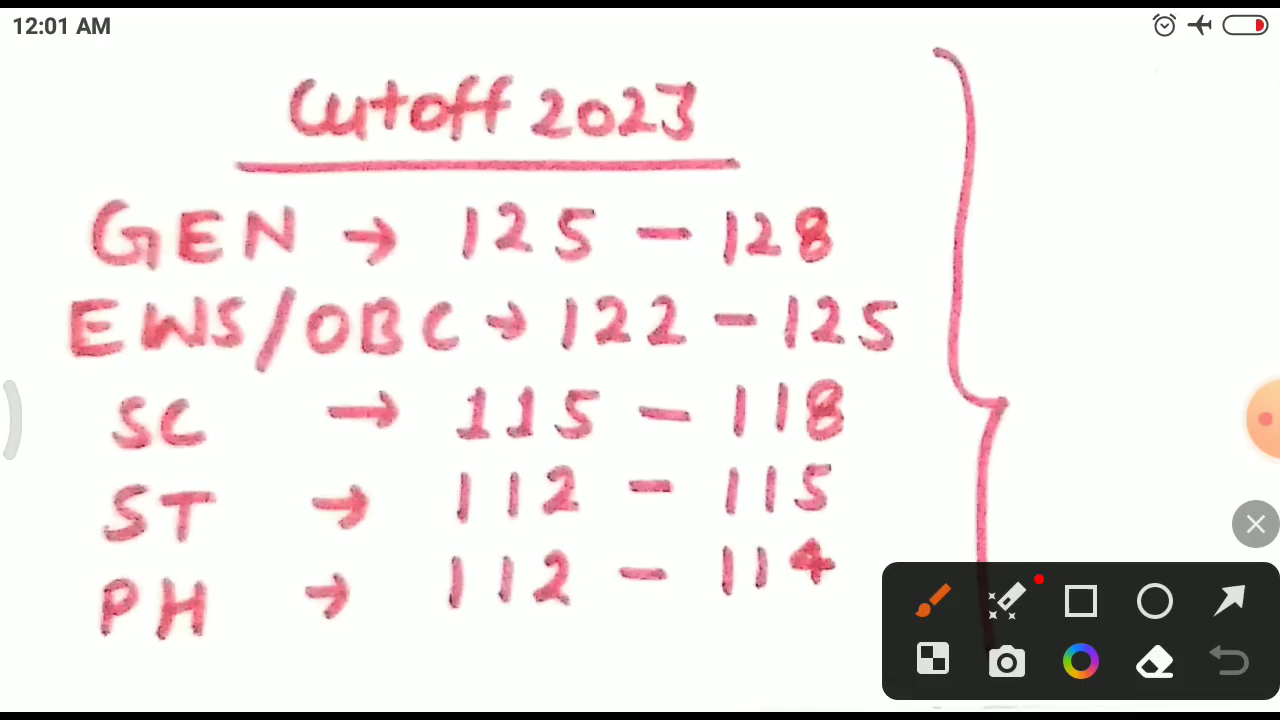 12:01 AM
Cutoff 2023
GEN → 125 - 128
EWS/OBC → 122 - 125
SC → 115 - 118
ST → 112 - 115
PH → 112 - 114